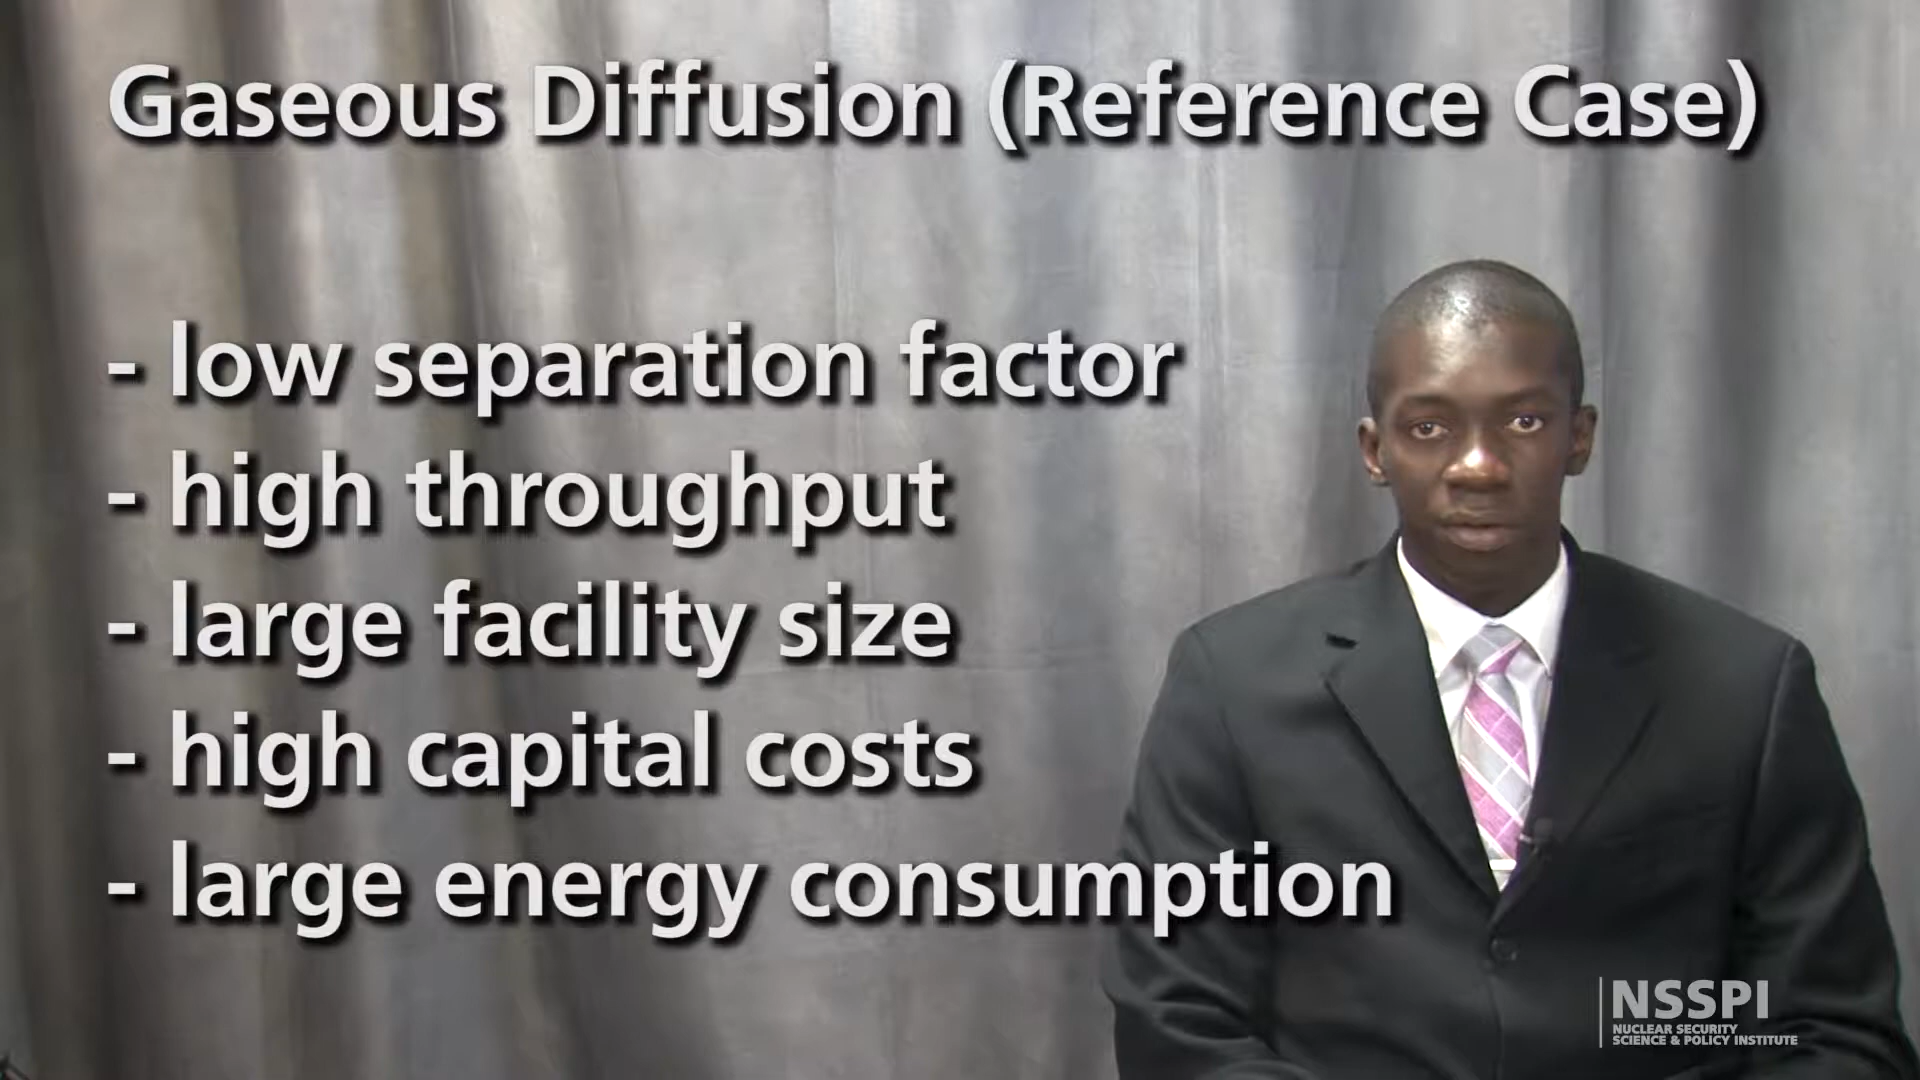 Gaseous Diffusion (Reference Case)
- low separation factor
- high throughput
- large facility size
- high capital costs
- large energy consumption
NSSPI
NUCLEAR SECURITY
SCIENCE & POLICY INSTITUTE